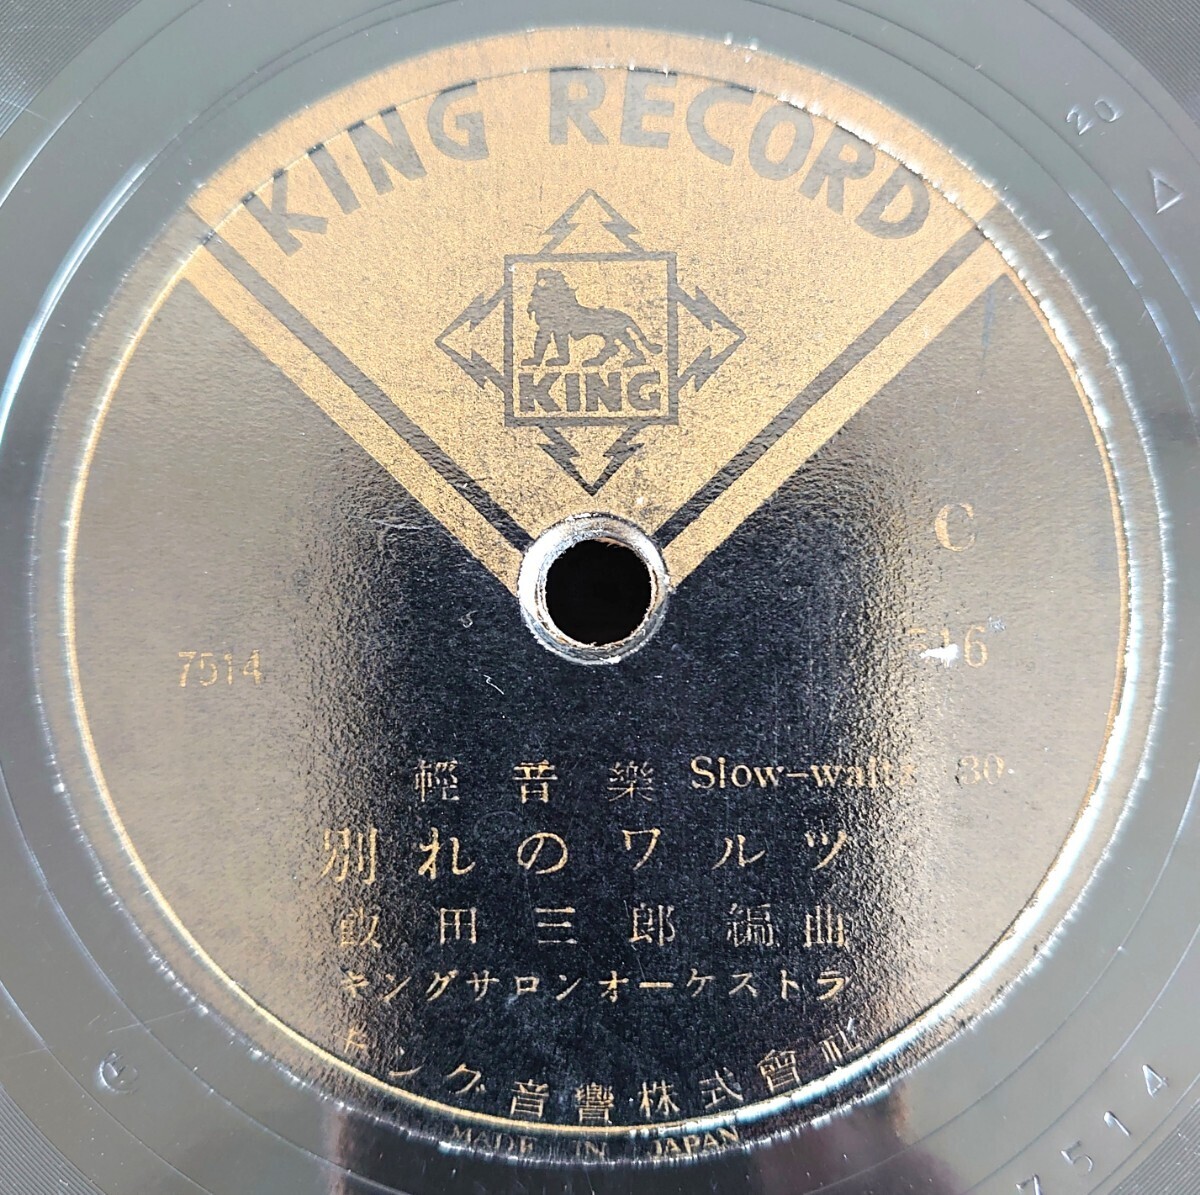 KING RECORD
KING
C
7514
輕音樂 Slow-waltz 30.
別れのワルツ
飯田三郎編曲
キングサロンオーケストラ
キング音響株式會社
MADE IN JAPAN
20
7514